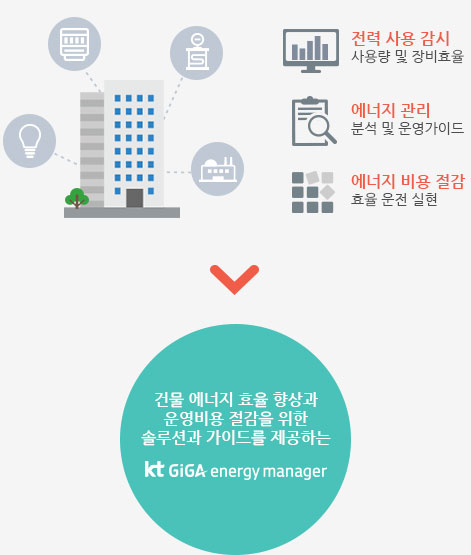 전력 사용 감시
사용량 및 장비효율
에너지 관리
분석 및 운영가이드
에너지 비용 절감
효율 운전 실현
건물 에너지 효율 향상과
운영비용 절감을 위한
솔루션과 가이드를 제공하는
kt GiGA energy manager